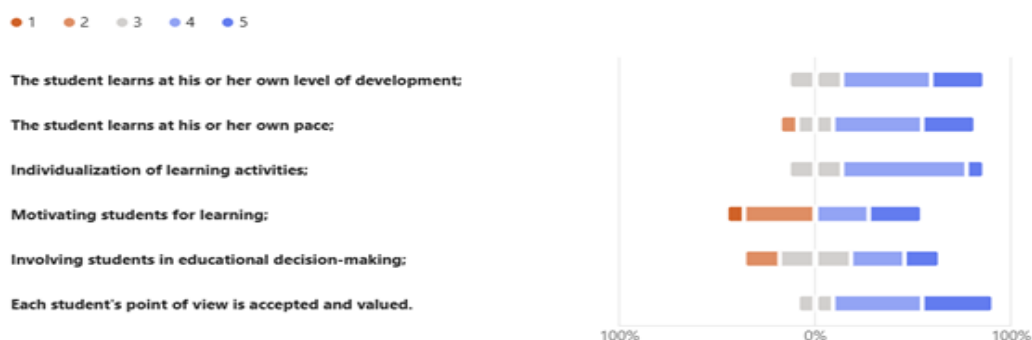 1 2 3 4 5
The student learns at his or her own level of development;
The student learns at his or her own pace;
Individualization of learning activities;
Motivating students for learning;
Involving students in educational decision-making;
Each student's point of view is accepted and valued.
100% 0% 100%